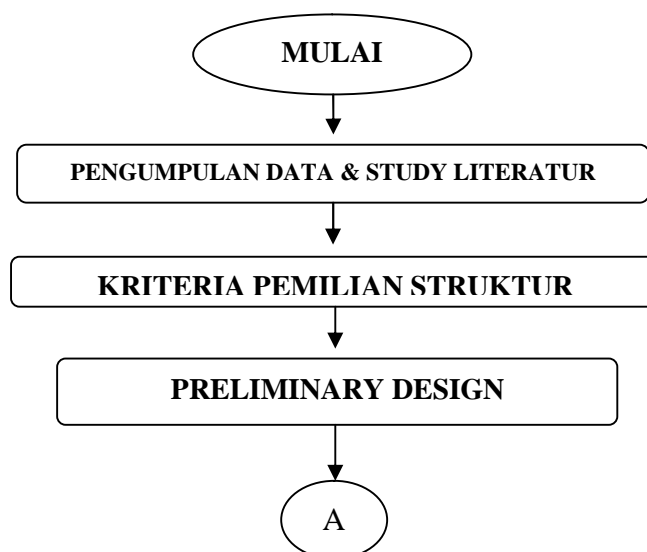 MULAI
PENGUMPULAN DATA & STUDY LITERATUR
KRITERIA PEMILIAN STRUKTUR
PRELIMINARY DESIGN
A